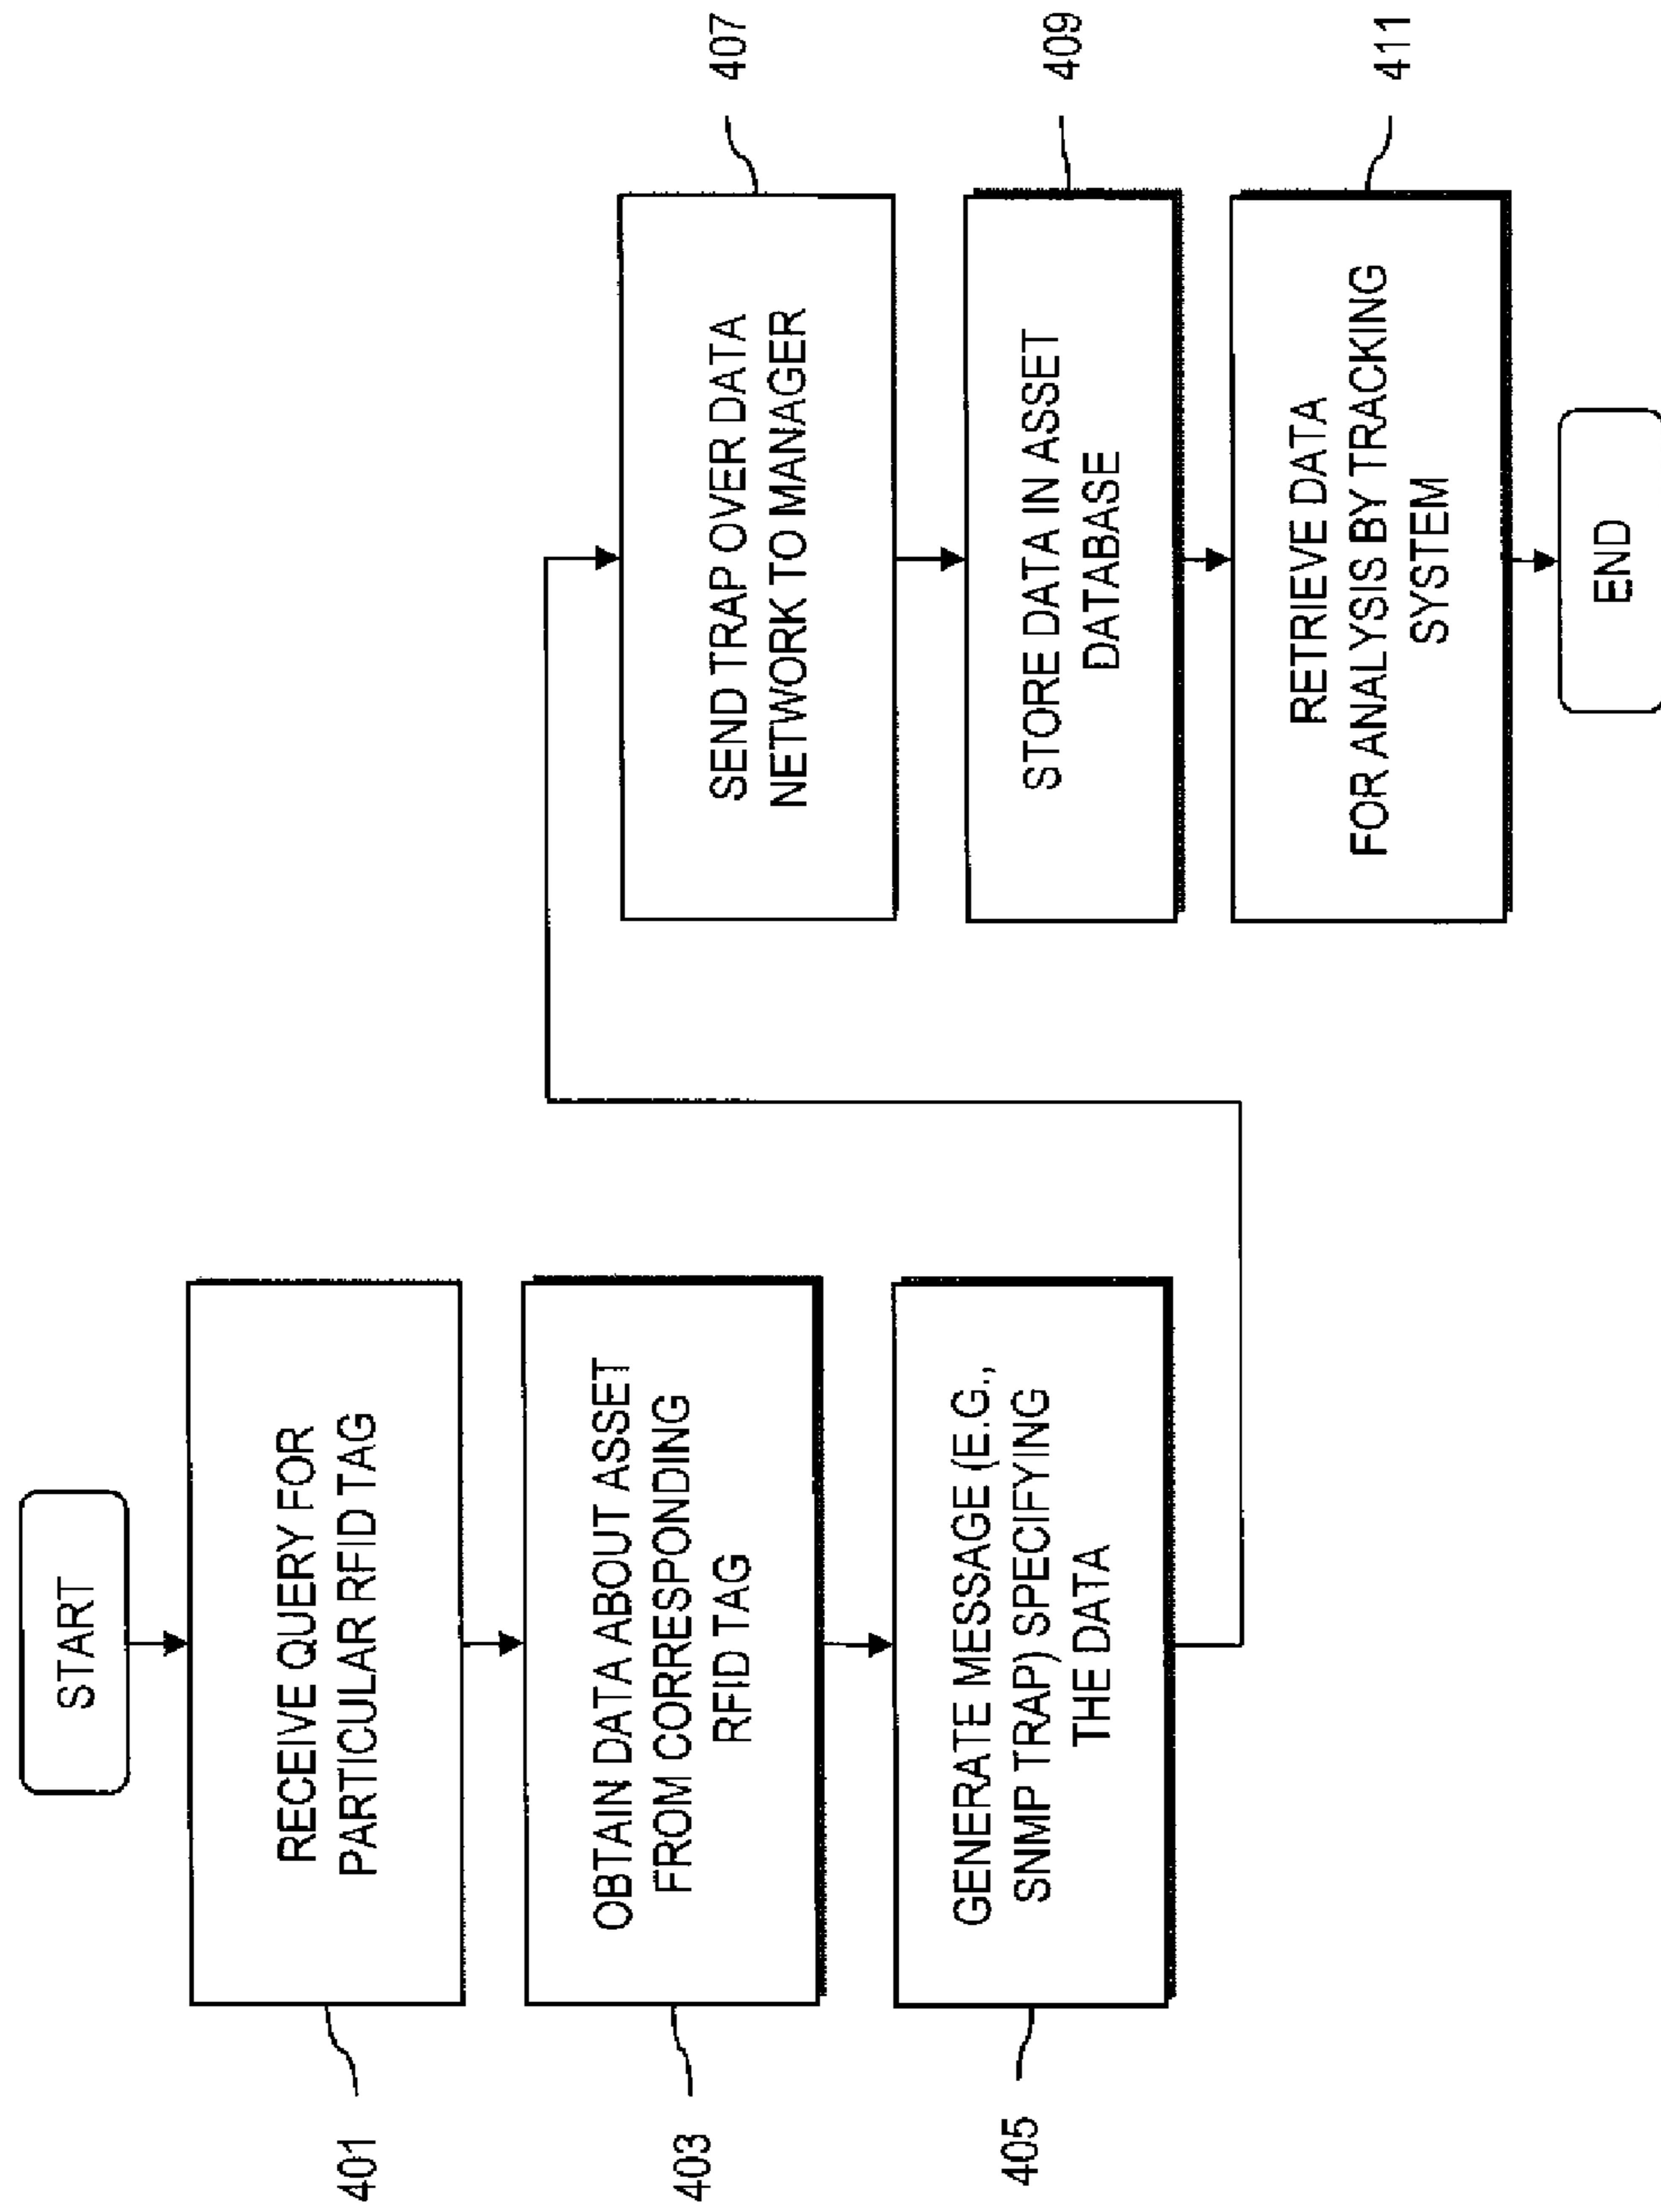 START
RECEIVE QUERY FOR
PARTICULAR RFID TAG
401
OBTAIN DATA ABOUT ASSET
FROM CORRESPONDING
RFID TAG
403
GENERATE MESSAGE (E.G.,
SNMP TRAP) SPECIFYING
THE DATA
405
SEND TRAP OVER DATA
NETWORK TO MANAGER
407
STORE DATA IN ASSET
DATABASE
409
RETRIEVE DATA
FOR ANALYSIS BY TRACKING
SYSTEM
411
END